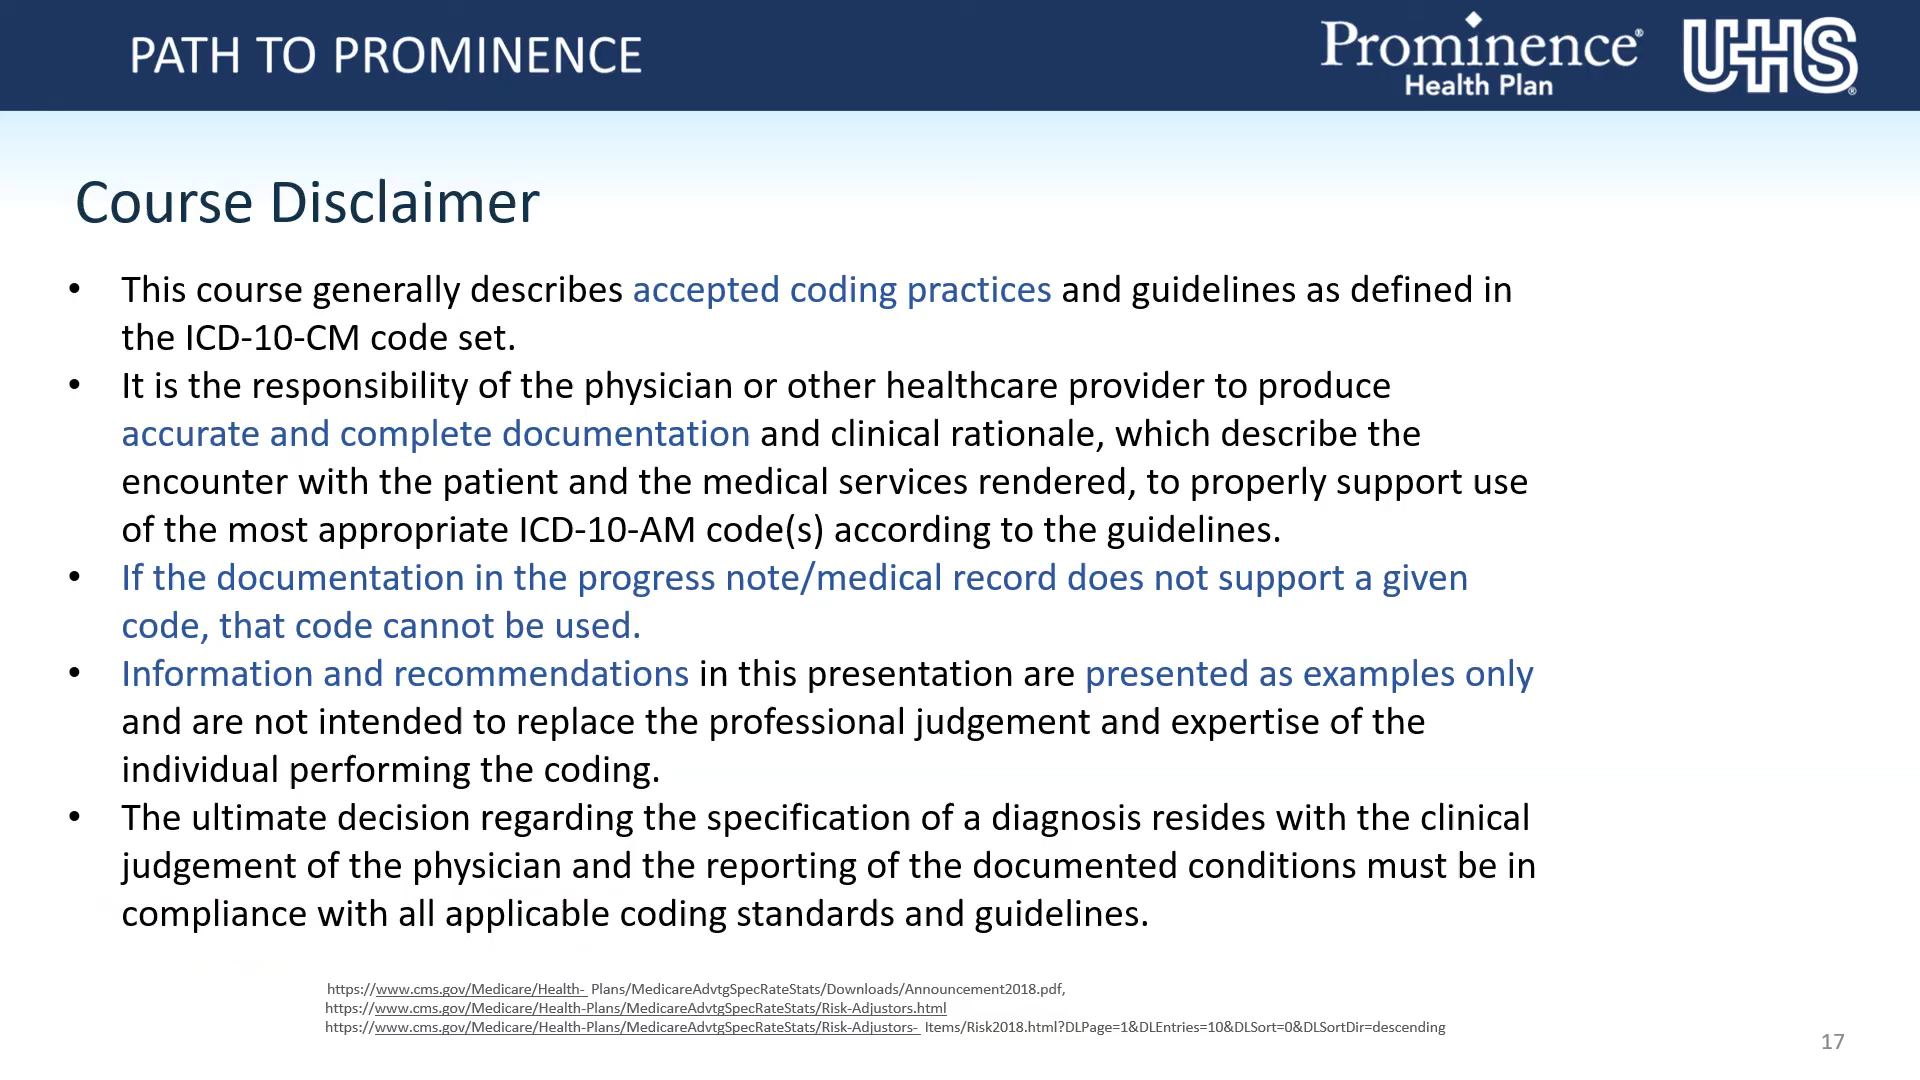 PATH TO PROMINENCE
Prominence®
Health Plan
UHS®
Course Disclaimer
• This course generally describes accepted coding practices and guidelines as defined in
the ICD-10-CM code set.
• It is the responsibility of the physician or other healthcare provider to produce
accurate and complete documentation and clinical rationale, which describe the
encounter with the patient and the medical services rendered, to properly support use
of the most appropriate ICD-10-AM code(s) according to the guidelines.
• If the documentation in the progress note/medical record does not support a given
code, that code cannot be used.
• Information and recommendations in this presentation are presented as examples only
and are not intended to replace the professional judgement and expertise of the
individual performing the coding.
• The ultimate decision regarding the specification of a diagnosis resides with the clinical
judgement of the physician and the reporting of the documented conditions must be in
compliance with all applicable coding standards and guidelines.
https://www.cms.gov/Medicare/Health- Plans/MedicareAdvtgSpecRateStats/Downloads/Announcement2018.pdf,
https://www.cms.gov/Medicare/Health-Plans/MedicareAdvtgSpecRateStats/Risk-Adjustors.html
https://www.cms.gov/Medicare/Health-Plans/MedicareAdvtgSpecRateStats/Risk-Adjustors- Items/Risk2018.html?DLPage=1&DLEntries=10&DLSort=0&DLSortDir=descending
17